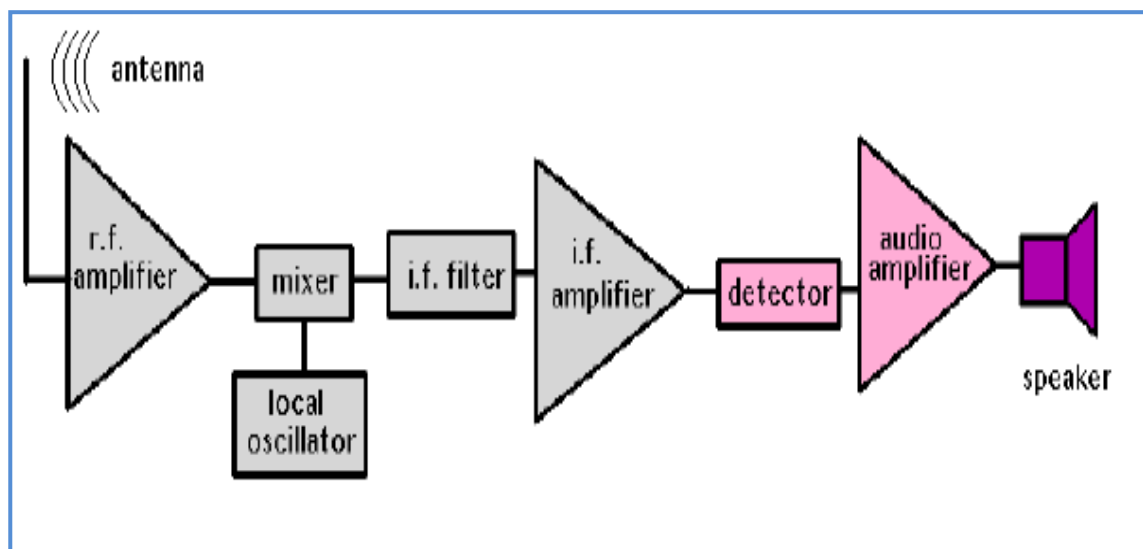 antenna
r.f.
amplifier
mixer
local
oscillator
i.f. filter
i.f.
amplifier
detector
audio
amplifier
speaker